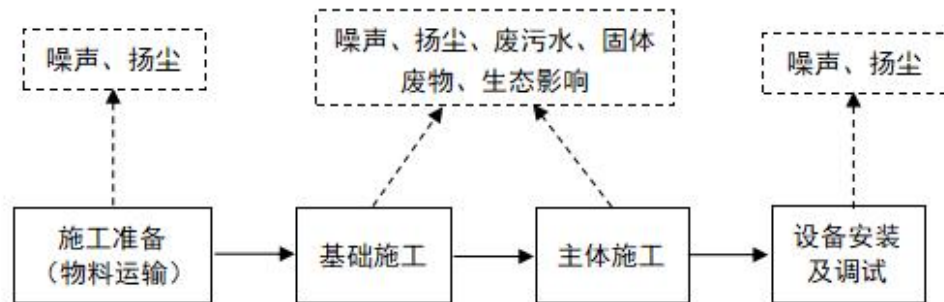 噪声、扬尘
噪声、扬尘、废污水、固体
废物、生态影响
噪声、扬尘
施工准备
（物料运输）
基础施工
主体施工
设备安装
及调试